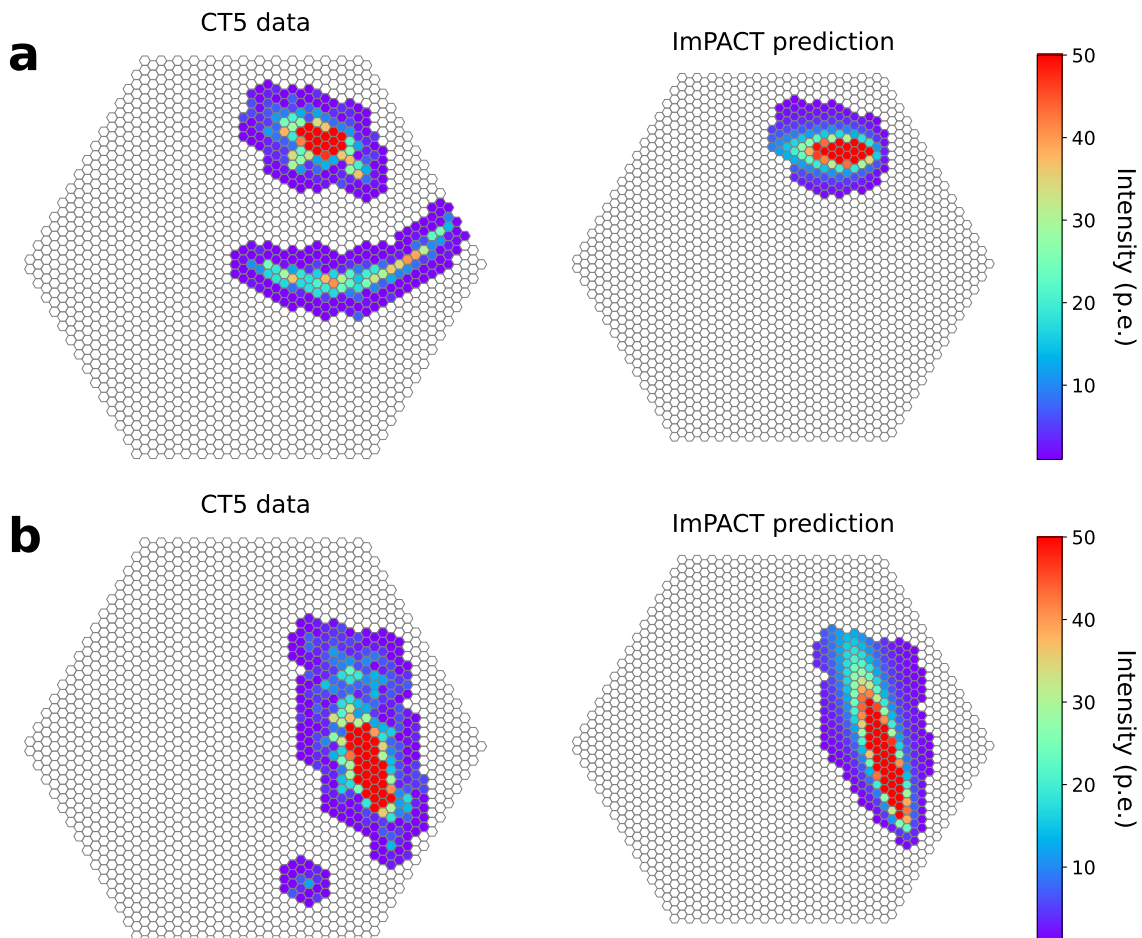 CT5 data
ImPACT prediction
a
50
40
30
20
10
Intensity (p.e.)
CT5 data
ImPACT prediction
b
50
40
30
20
10
Intensity (p.e.)